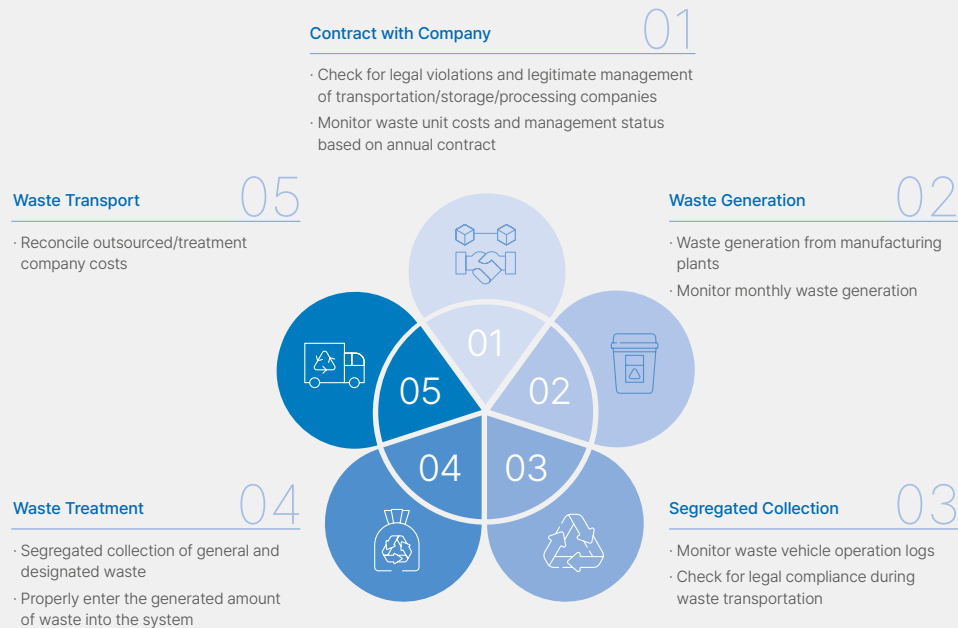 Contract with Company
01
· Check for legal violations and legitimate management
of transportation/storage/processing companies
· Monitor waste unit costs and management status
based on annual contract
Waste Transport
05
· Reconcile outsourced/treatment
company costs
Waste Generation
02
· Waste generation from manufacturing
plants
· Monitor monthly waste generation
01
05
02
04
03
Waste Treatment
04
· Segregated collection of general and
designated waste
· Properly enter the generated amount
of waste into the system
Segregated Collection
03
· Monitor waste vehicle operation logs
· Check for legal compliance during
waste transportation